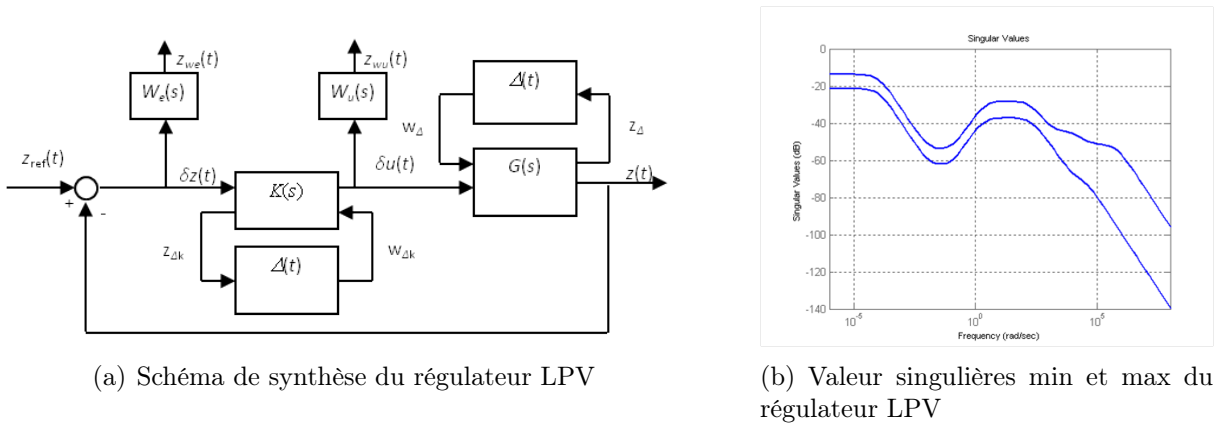 z_we(t)
z_wu(t)
W_e(s)
W_u(s)
Δ(t)
w_Δ
z_Δ
z_ref(t)
δz(t)
δu(t)
G(s)
z(t)
K(s)
+
-
z_Δk
w_Δk
Δ(t)
(a) Schéma de synthèse du régulateur LPV
Singular Values
Singular Values (dB)
0
-20
-40
-60
-80
-100
-120
-140
10^-5
10^0
10^5
Frequency (rad/sec)
(b) Valeur singulières min et max du
régulateur LPV